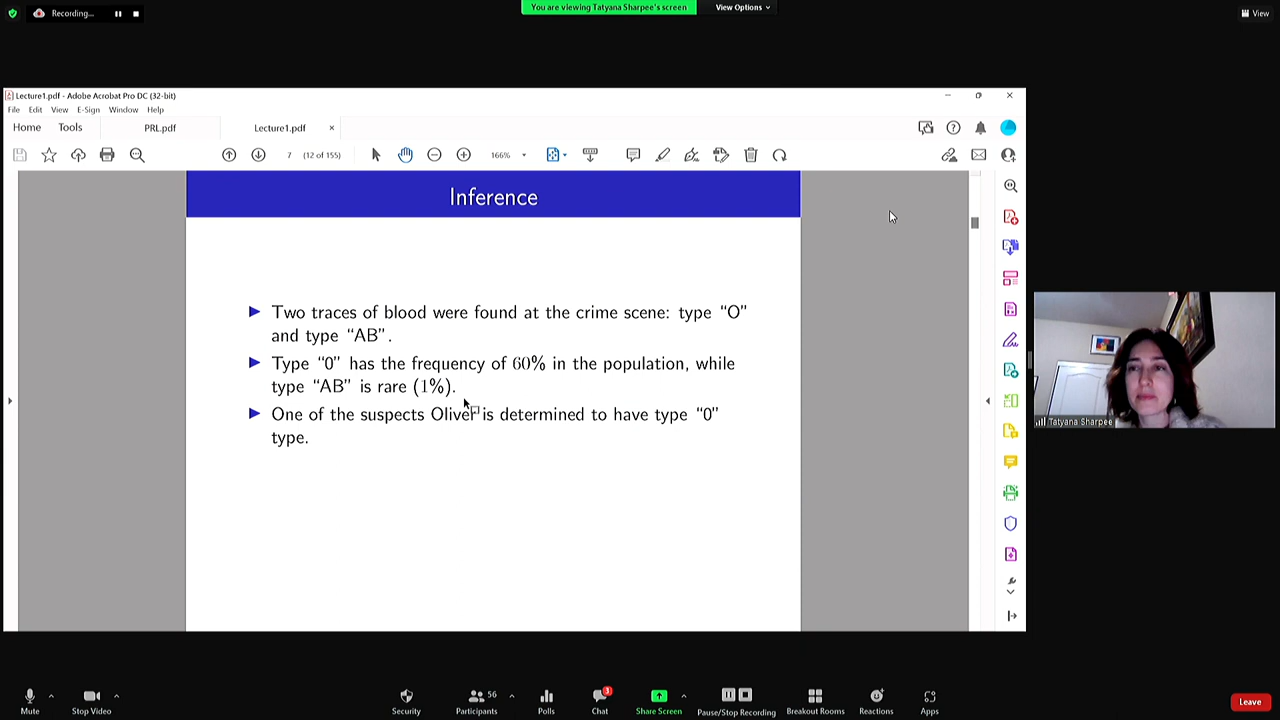 Recording...
You are viewing Tatyana Sharpee's screen
View Options
View
Lecture1.pdf - Adobe Acrobat Pro DC (32-bit)
File Edit View E-Sign Window Help
Home Tools PRL.pdf Lecture1.pdf ×
7 (12 of 155) 166%
Inference
Two traces of blood were found at the crime scene: type “O”
and type “AB”.
Type “0” has the frequency of 60% in the population, while
type “AB” is rare (1%).
One of the suspects Oliver is determined to have type “0”
type.
Tatyana Sharpee
Mute Stop Video Security Participants 56 Polls Chat 3 Share Screen Pause/Stop Recording Breakout Rooms Reactions Apps Leave